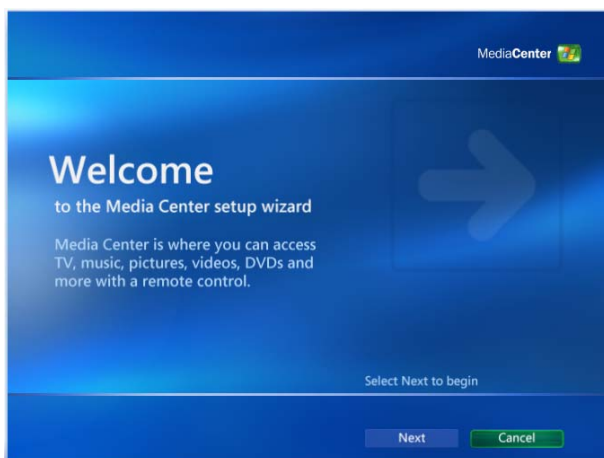 MediaCenter
Welcome
to the Media Center setup wizard
Media Center is where you can access
TV, music, pictures, videos, DVDs and
more with a remote control.
Select Next to begin
Next Cancel